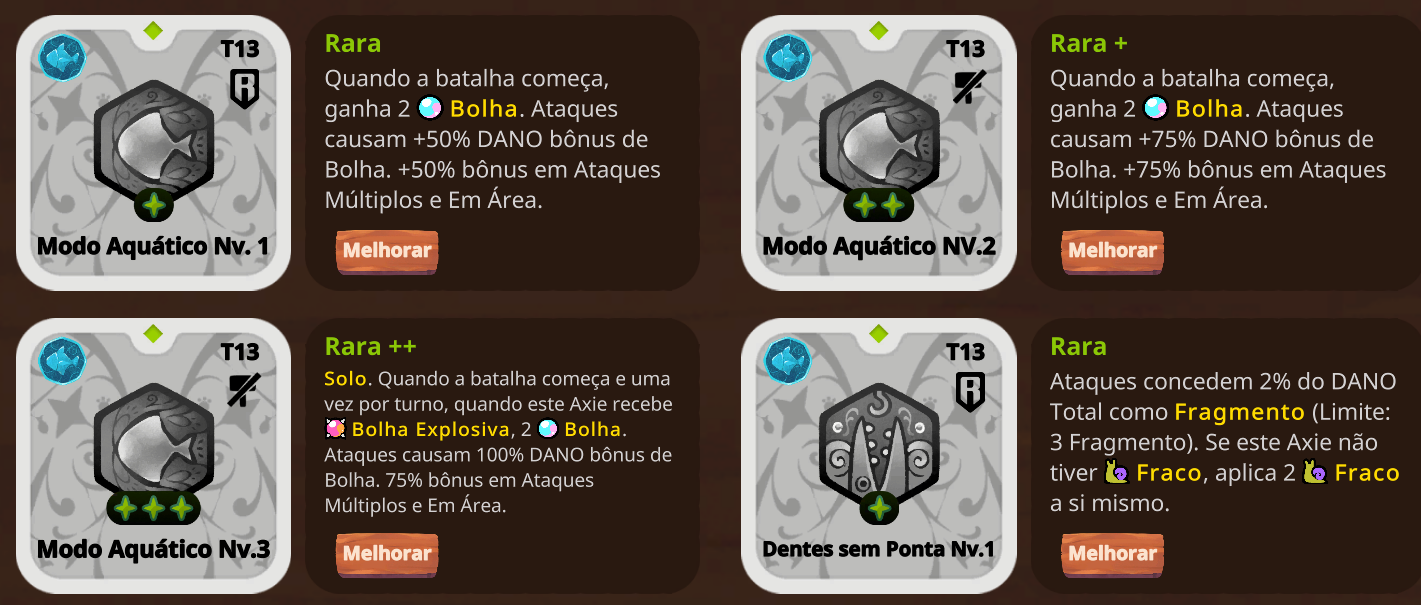 T13
Modo Aquático Nv. 1
Rara
Quando a batalha começa,
ganha 2 Bolha. Ataques
causam +50% DANO bônus de
Bolha. +50% bônus em Ataques
Múltiplos e Em Área.
Melhorar
T13
Modo Aquático NV.2
Rara +
Quando a batalha começa,
ganha 2 Bolha. Ataques
causam +75% DANO bônus de
Bolha. +75% bônus em Ataques
Múltiplos e Em Área.
Melhorar
T13
Modo Aquático Nv.3
Rara ++
Solo. Quando a batalha começa e uma
vez por turno, quando este Axie recebe
Bolha Explosiva, 2 Bolha.
Ataques causam 100% DANO bônus de
Bolha. 75% bônus em Ataques
Múltiplos e Em Área.
Melhorar
T13
Dentes sem Ponta Nv.1
Rara
Ataques concedem 2% do DANO
Total como Fragmento (Limite:
3 Fragmento). Se este Axie não
tiver Fraco, aplica 2 Fraco
a si mismo.
Melhorar